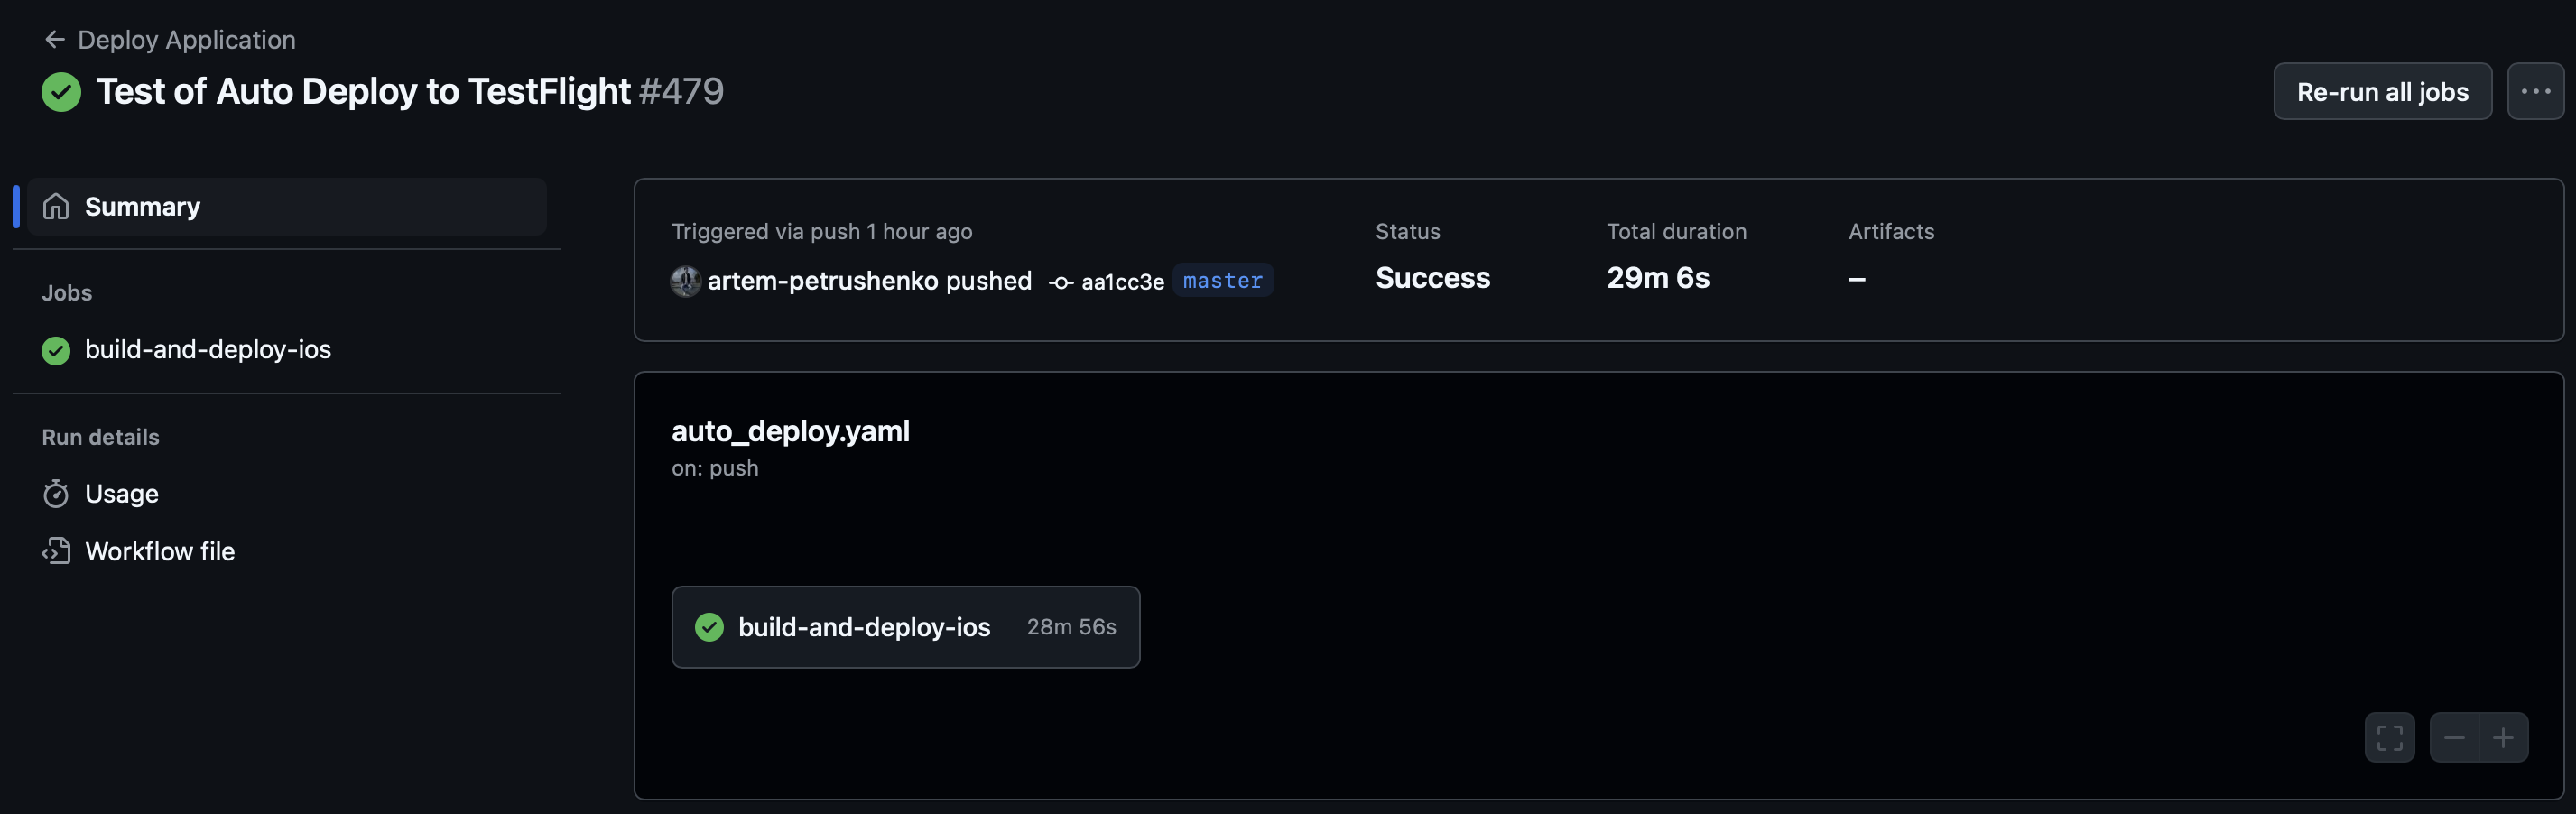 Deploy Application
Test of Auto Deploy to TestFlight #479
Re-run all jobs
Summary
Jobs
build-and-deploy-ios
Run details
Usage
Workflow file
Triggered via push 1 hour ago
artem-petrushenko pushed aa1cc3e master
Status
Success
Total duration
29m 6s
Artifacts
–
auto_deploy.yaml
on: push
build-and-deploy-ios 28m 56s